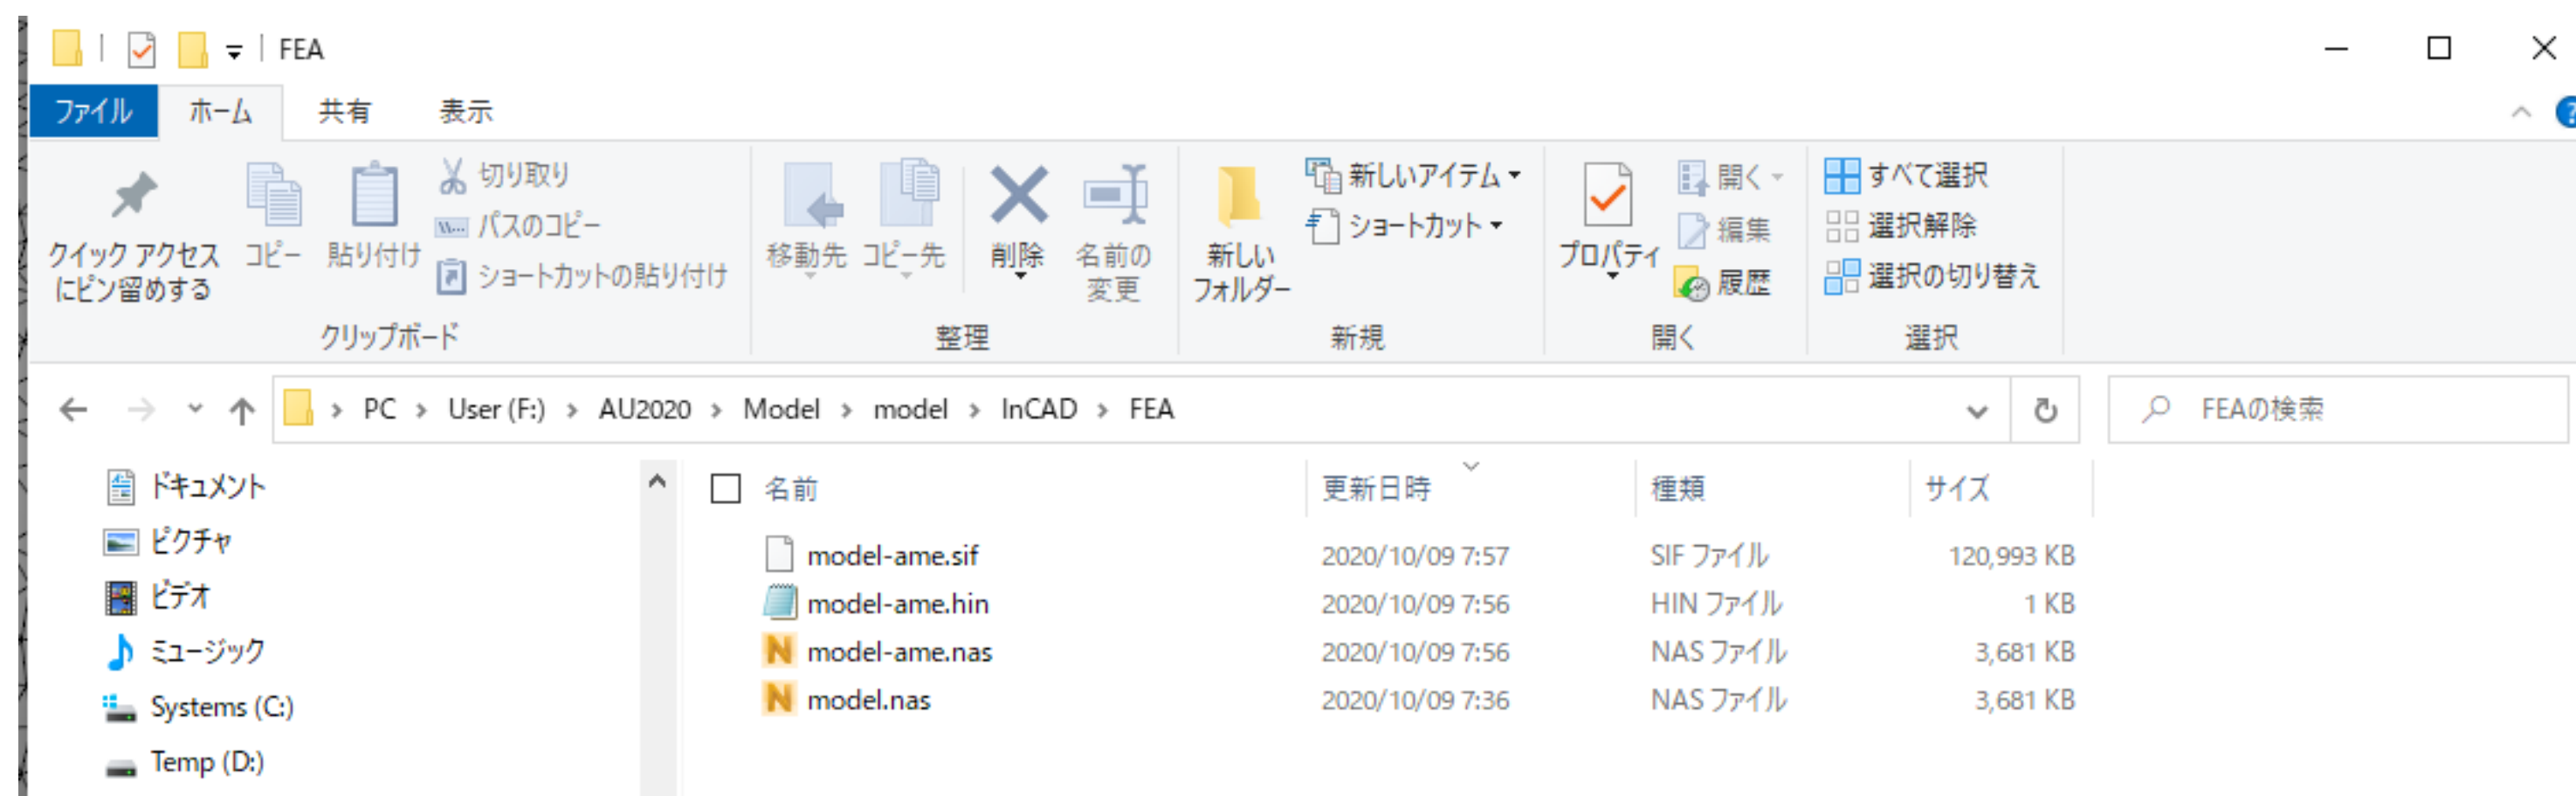 FEA
ファイル ホーム 共有 表示
クイック アクセス
にピン留めする
コピー
貼り付け
切り取り
パスのコピー
ショートカットの貼り付け
クリップボード
移動先
コピー先
削除
名前の
変更
整理
新しい
フォルダー
新しいアイテム
ショートカット
新規
プロパティ
開く
編集
履歴
開く
すべて選択
選択解除
選択の切り替え
選択
PC › User (F:) › AU2020 › Model › model › InCAD › FEA
FEAの検索
ドキュメント
ピクチャ
ビデオ
ミュージック
Systems (C:)
Temp (D:)
名前 更新日時 種類 サイズ
model-ame.sif 2020/10/09 7:57 SIF ファイル 120,993 KB
model-ame.hin 2020/10/09 7:56 HIN ファイル 1 KB
model-ame.nas 2020/10/09 7:56 NAS ファイル 3,681 KB
model.nas 2020/10/09 7:36 NAS ファイル 3,681 KB